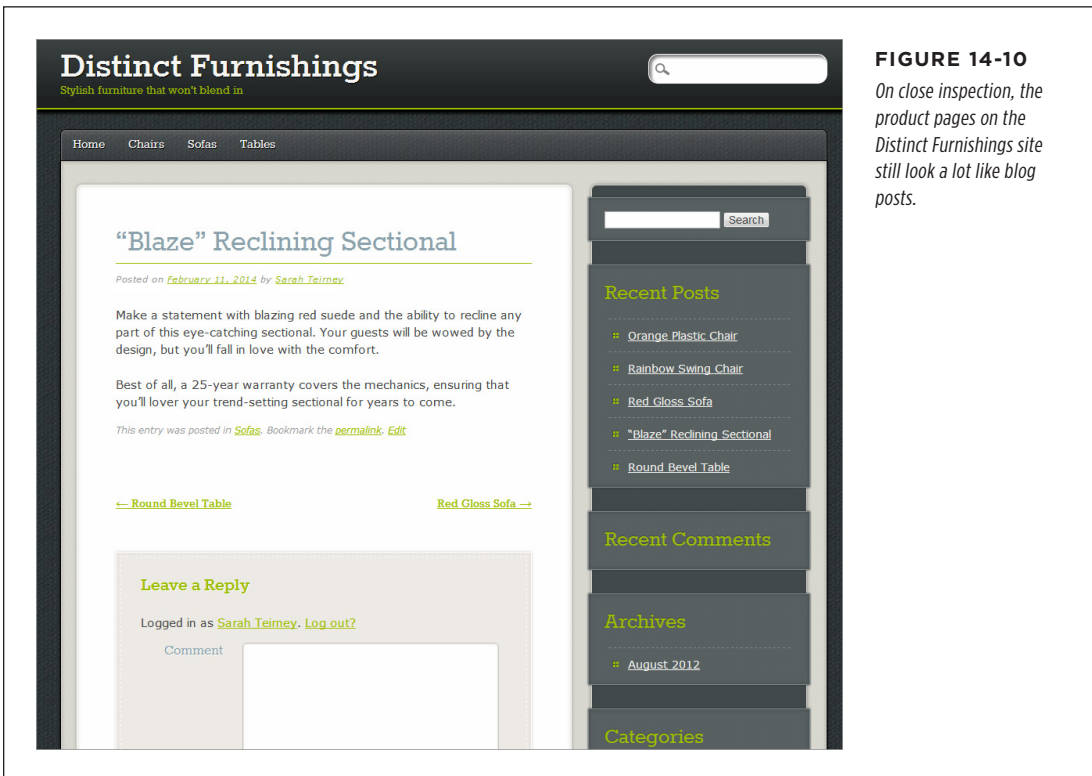 Distinct Furnishings
Stylish furniture that won't blend in
Home Chairs Sofas Tables
“Blaze” Reclining Sectional
Posted on February 11, 2014 by Sarah Teirney
Make a statement with blazing red suede and the ability to recline any
part of this eye-catching sectional. Your guests will be wowed by the
design, but you’ll fall in love with the comfort.
Best of all, a 25-year warranty covers the mechanics, ensuring that
you’ll lover your trend-setting sectional for years to come.
This entry was posted in Sofas. Bookmark the permalink. Edit
← Round Bevel Table
Red Gloss Sofa →
Leave a Reply
Logged in as Sarah Teirney. Log out?
Comment
Search
Recent Posts
Orange Plastic Chair
Rainbow Swing Chair
Red Gloss Sofa
“Blaze” Reclining Sectional
Round Bevel Table
Recent Comments
Archives
August 2012
Categories
FIGURE 14-10
On close inspection, the
product pages on the
Distinct Furnishings site
still look a lot like blog
posts.